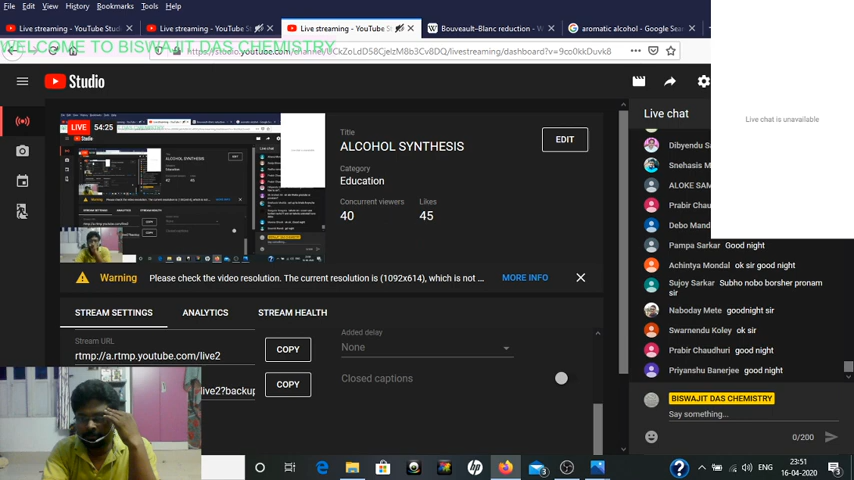 File Edit View History Bookmarks Tools Help
Live streaming - YouTube Stud
Live streaming - YouTube S
Live streaming - YouTube S
Bouveault–Blanc reduction - W
aromatic alcohol - Google Sear
WELCOME TO BISWAJIT DAS CHEMISTRY
https://studio.youtube.com/channel/UCkZoLD58CjelzM8b3Cv8DQ/livestreaming/dashboard?v=9co0kkDuvk8
Studio
Live chat
Live chat is unavailable
LIVE 54:25
Title
ALCOHOL SYNTHESIS
EDIT
Category
Education
Concurrent viewers
Likes
40
45
Warning Please check the video resolution. The current resolution is (1092x614), which is not ...
MORE INFO
STREAM SETTINGS
ANALYTICS
STREAM HEALTH
Stream URL
rtmp://a.rtmp.youtube.com/live2
COPY
live2?backup
COPY
Added delay
None
Closed captions
Dibyendu Sa
Snehasis M
ALOKE SAM
Prabir Chaud
Debo Mand
Pampa Sarkar Good night
Achintya Mondal ok sir good night
Sujoy Sarkar Subho nobo borsher pronam
sir
Naboday Mete goodnight sir
Swarnendu Koley ok sir
Prabir Chaudhuri good night
Priyanshu Banerjee good night
BISWAJIT DAS CHEMISTRY
Say something...
0/200
ENG
23:51
16-04-2020